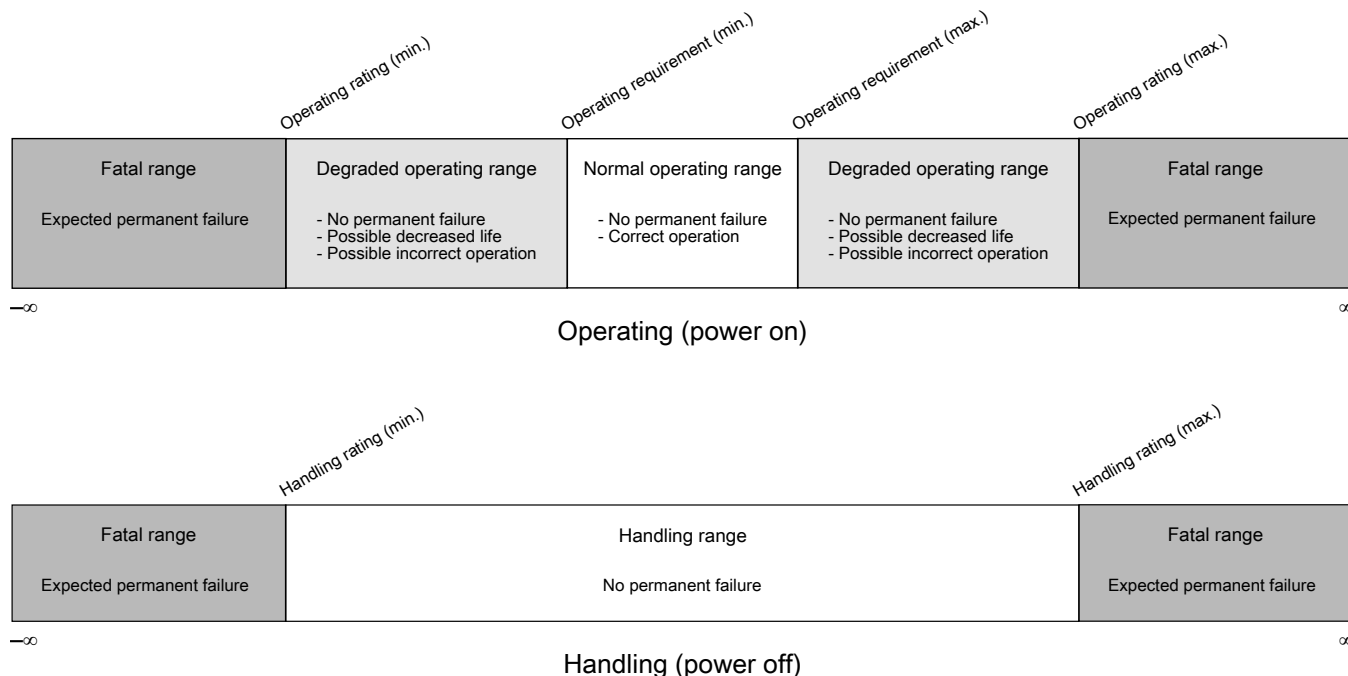 Operating rating (min.)
Operating requirement (min.)
Operating requirement (max.)
Operating rating (max.)
Fatal range
Expected permanent failure
Degraded operating range
- No permanent failure
- Possible decreased life
- Possible incorrect operation
Normal operating range
- No permanent failure
- Correct operation
Degraded operating range
- No permanent failure
- Possible decreased life
- Possible incorrect operation
Fatal range
Expected permanent failure
–∞
∞
Operating (power on)
Handling rating (min.)
Handling rating (max.)
Fatal range
Expected permanent failure
Handling range
No permanent failure
Fatal range
Expected permanent failure
–∞
∞
Handling (power off)